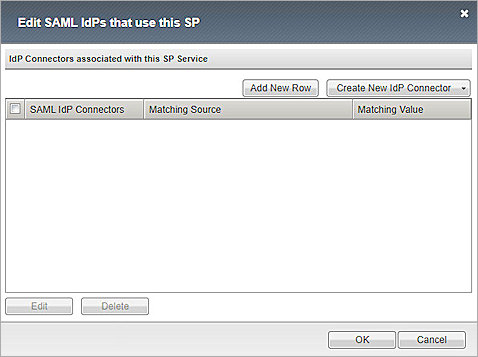 Edit SAML IdPs that use this SP
IdP Connectors associated with this SP Service
Add New Row Create New IdP Connector
SAML IdP Connectors Matching Source Matching Value
Edit Delete
OK Cancel